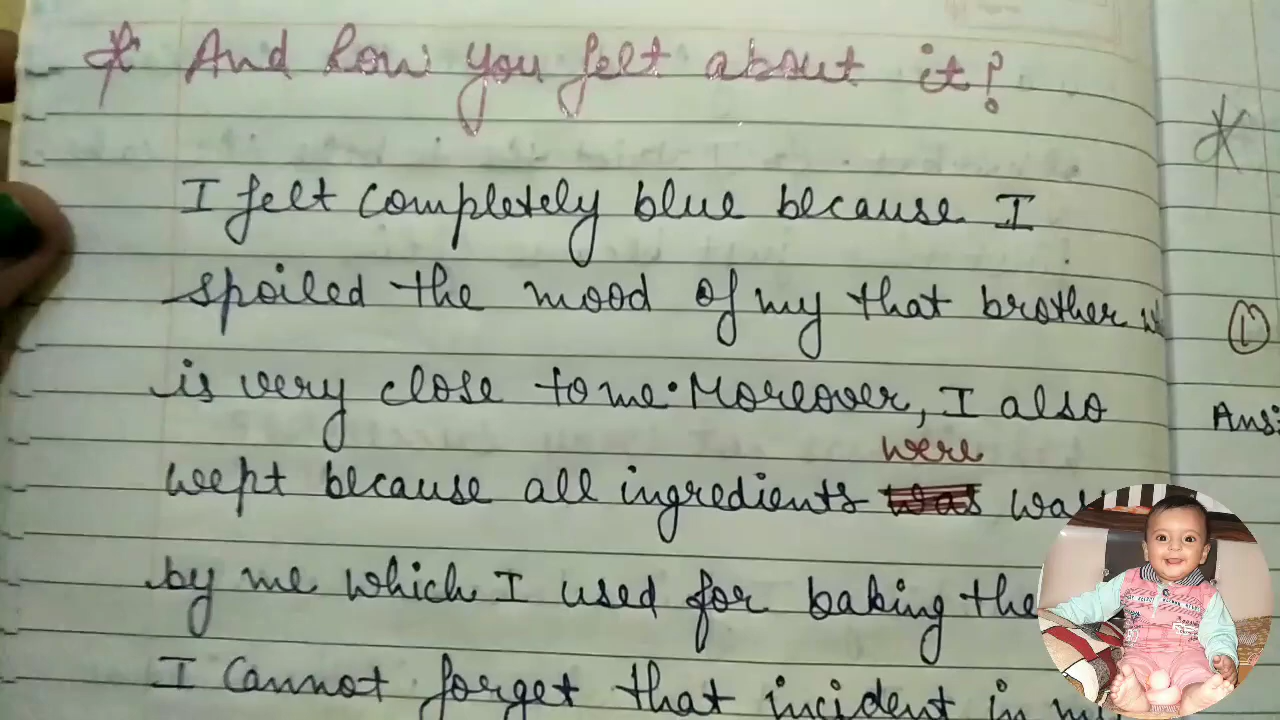 * And how you felt about it?
I felt completely blue because I
spoiled the mood of my that brother
is very close to me. Moreover, I also
were
wept because all ingredients was
by me which I used for baking the
I cannot forget that incident in
①
Ans: